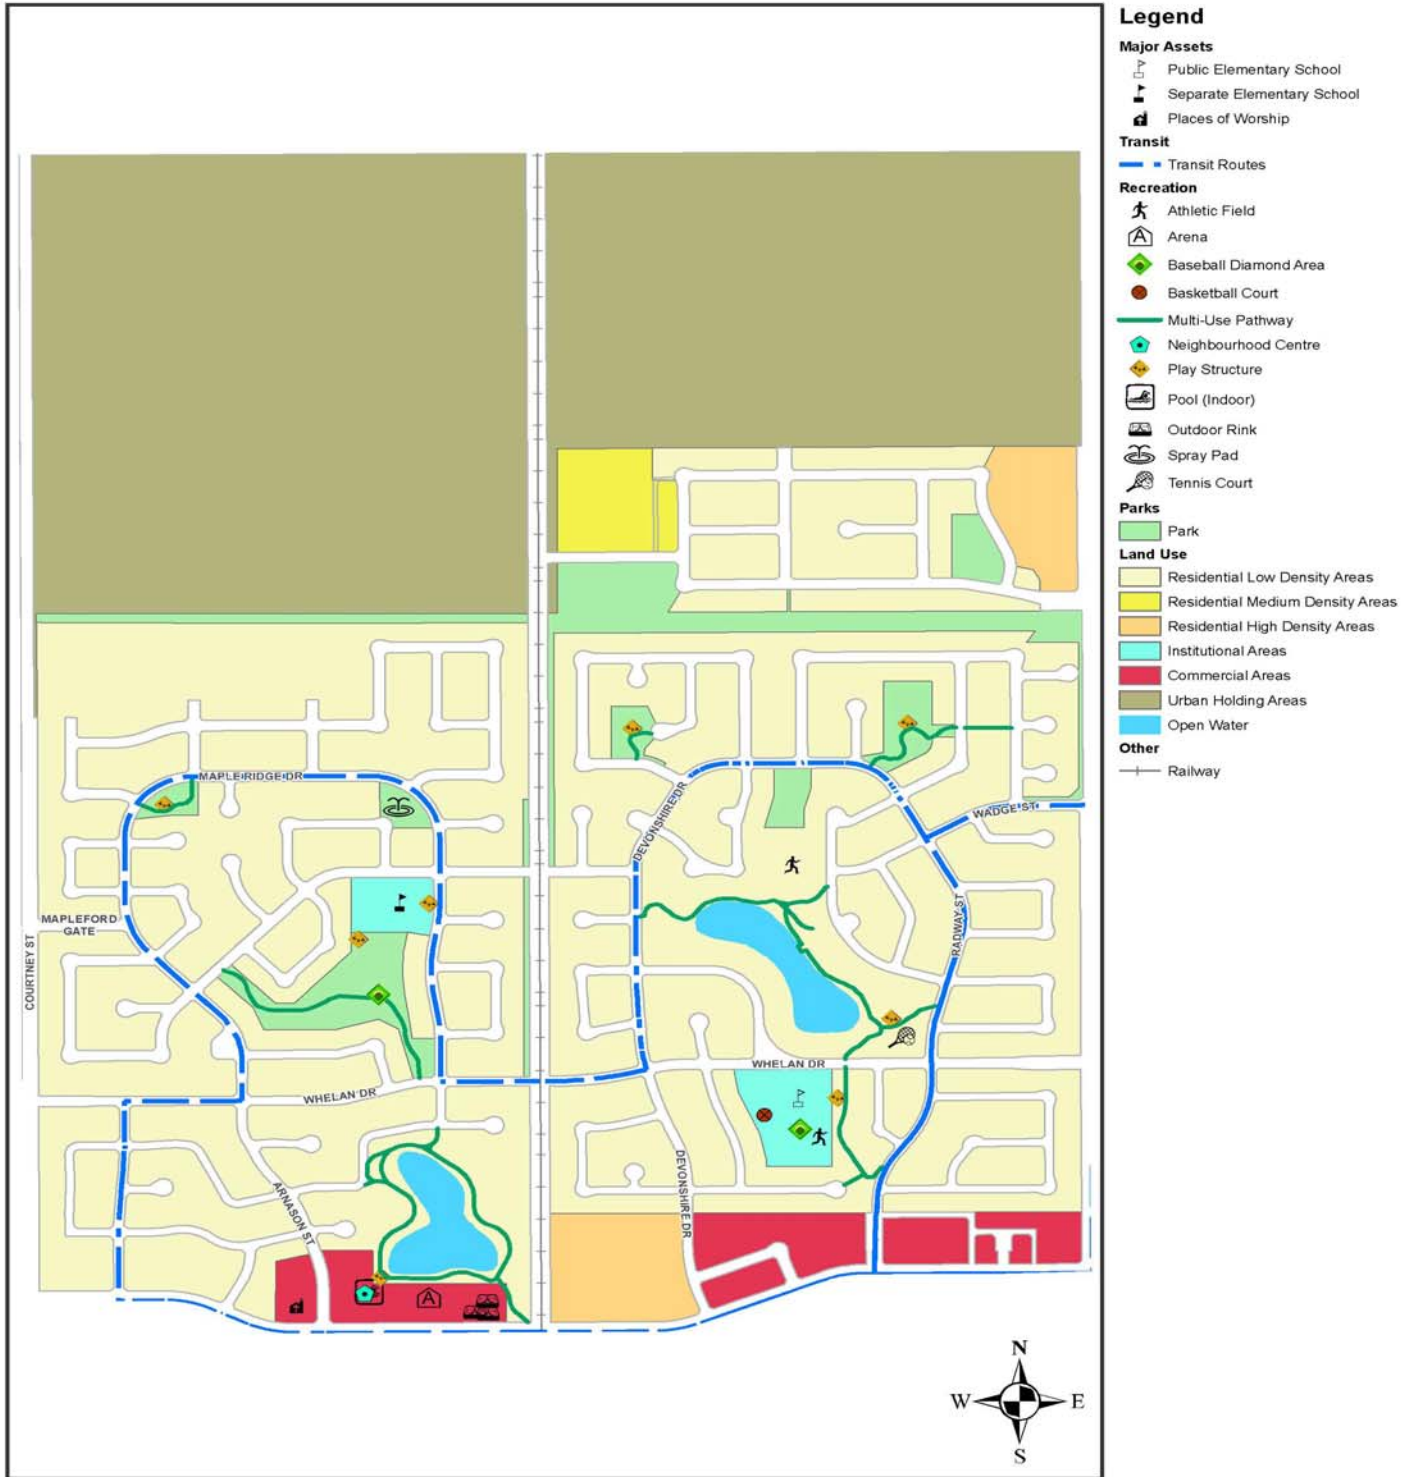 Legend
Major Assets
Public Elementary School
Separate Elementary School
Places of Worship
Transit
Transit Routes
Recreation
Athletic Field
A Arena
Baseball Diamond Area
Basketball Court
Multi-Use Pathway
Neighbourhood Centre
Play Structure
Pool (Indoor)
Outdoor Rink
Spray Pad
Tennis Court
Parks
Park
Land Use
Residential Low Density Areas
Residential Medium Density Areas
Residential High Density Areas
Institutional Areas
Commercial Areas
Urban Holding Areas
Open Water
Other
Railway
MAPLE RIDGE DR
DEVONSHIRE DR
WADGE ST
MAPLEFORD
GATE
COURTNEY ST
RADWAY ST
WHELAN DR
WHELAN DR
ARNASON ST
DEVONSHIRE DR
A
N
W E
S